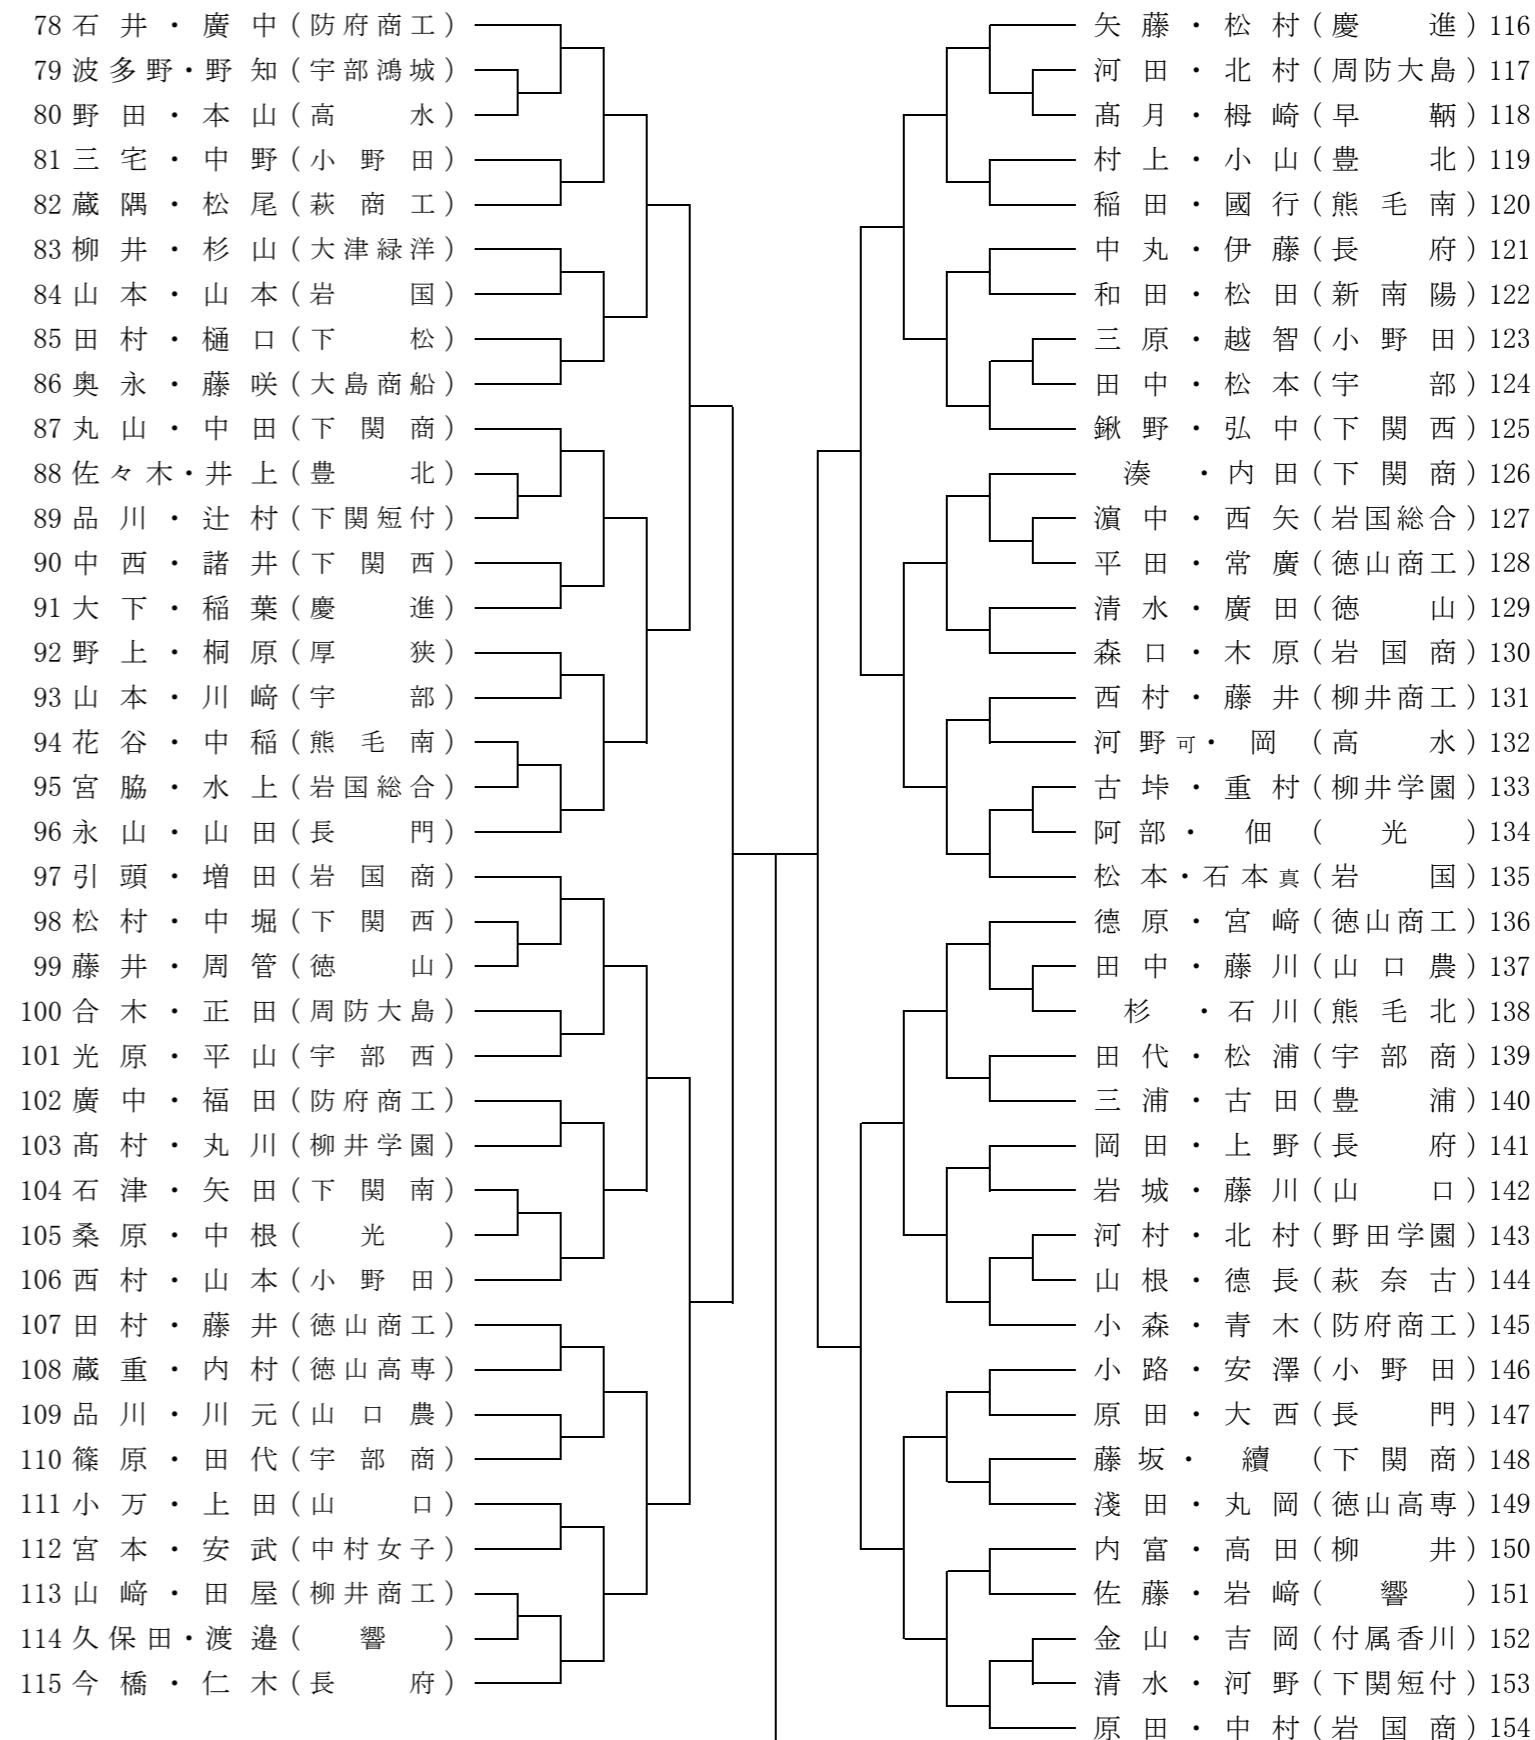 78 石井・廣中(防府商工)
79 波多野・野知(宇部鴻城)
80 野田・本山(高水)
81 三宅・中野(小野田)
82 蔵隅・松尾(萩商工)
83 柳井・杉山(大津緑洋)
84 山本・山本(岩国)
85 田村・樋口(下松)
86 奥永・藤咲(大島商船)
87 丸山・中田(下関商)
88 佐々木・井上(豊北)
89 品川・辻村(下関短付)
90 中西・諸井(下関西)
91 大下・稲葉(慶進)
92 野上・桐原(厚狭)
93 山本・川﨑(宇部)
94 花谷・中稲(熊毛南)
95 宮脇・水上(岩国総合)
96 永山・山田(長門)
97 引頭・増田(岩国商)
98 松村・中堀(下関西)
99 藤井・周管(徳山)
100 合木・正田(周防大島)
101 光原・平山(宇部西)
102 廣中・福田(防府商工)
103 髙村・丸川(柳井学園)
104 石津・矢田(下関南)
105 桑原・中根(光)
106 西村・山本(小野田)
107 田村・藤井(徳山商工)
108 蔵重・内村(徳山高専)
109 品川・川元(山口農)
110 篠原・田代(宇部商)
111 小万・上田(山口)
112 宮本・安武(中村女子)
113 山﨑・田屋(柳井商工)
114 久保田・渡邉(響)
115 今橋・仁木(長府)
矢藤・松村(慶進)116
河田・北村(周防大島)117
髙月・栂崎(早鞆)118
村上・小山(豊北)119
稲田・國行(熊毛南)120
中丸・伊藤(長府)121
和田・松田(新南陽)122
三原・越智(小野田)123
田中・松本(宇部)124
鍬野・弘中(下関西)125
湊・内田(下関商)126
濵中・西矢(岩国総合)127
平田・常廣(徳山商工)128
清水・廣田(徳山)129
森口・木原(岩国商)130
西村・藤井(柳井商工)131
河野可・岡(高水)132
古垰・重村(柳井学園)133
阿部・佃(光)134
松本・石本真(岩国)135
德原・宮﨑(徳山商工)136
田中・藤川(山口農)137
杉・石川(熊毛北)138
田代・松浦(宇部商)139
三浦・古田(豊浦)140
岡田・上野(長府)141
岩城・藤川(山口)142
河村・北村(野田学園)143
山根・德長(萩奈古)144
小森・青木(防府商工)145
小路・安澤(小野田)146
原田・大西(長門)147
藤坂・續(下関商)148
淺田・丸岡(徳山高専)149
内富・高田(柳井)150
佐藤・岩﨑(響)151
金山・吉岡(付属香川)152
清水・河野(下関短付)153
原田・中村(岩国商)154